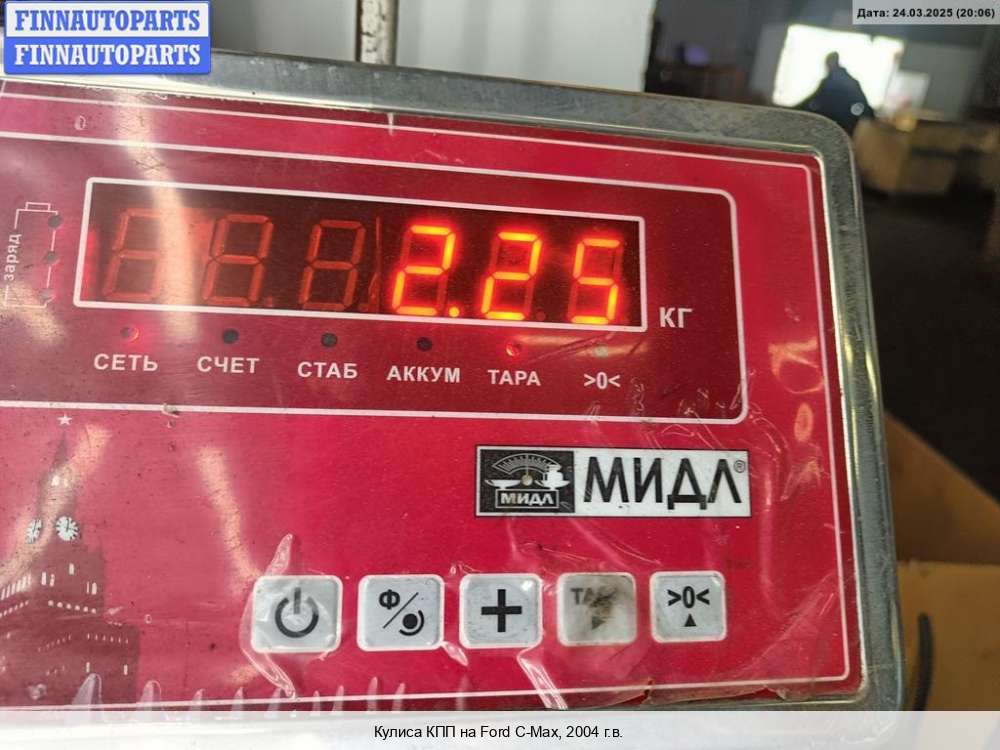 FINNAUTOPARTS
FINNAUTOPARTS
Дата: 24.03.2025 (20:06)
заряд
2.25
КГ
СЕТЬ СЧЕТ СТАБ АККУМ ТАРА >0<
МИДЛ МИДЛ®
Ф >0<
Кулиса КПП на Ford C-Max, 2004 г.в.